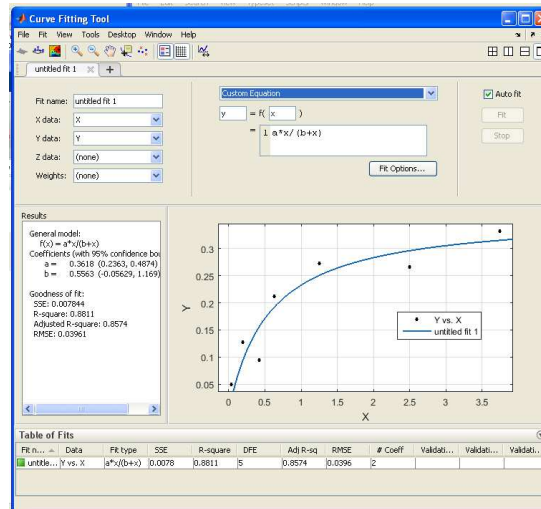 Curve Fitting Tool
File Fit View Tools Desktop Window Help
untitled fit 1
Fit name: untitled fit 1
X data: X
Y data: Y
Z data: (none)
Weights: (none)
Custom Equation
y = f( x )
= 1 a*x/(b+x)
Fit Options...
Auto fit
Fit
Stop
Results
General model:
f(x) = a*x/(b+x)
Coefficients (with 95% confidence bou
a = 0.3618 (0.2363, 0.4874)
b = 0.5563 (-0.05629, 1.169)
Goodness of fit:
SSE: 0.007844
R-square: 0.8811
Adjusted R-square: 0.8574
RMSE: 0.03961
0.3
0.25
0.2
0.15
0.1
0.05
Y
Y vs. X
untitled fit 1
0 0.5 1 1.5 2 2.5 3 3.5
X
Table of Fits
Fit n... Data Fit type SSE R-square DFE Adj R-sq RMSE # Coeff Validati... Validati... Validati...
untitle... Y vs. X a*x/(b+x) 0.0078 0.8811 5 0.8574 0.0396 2